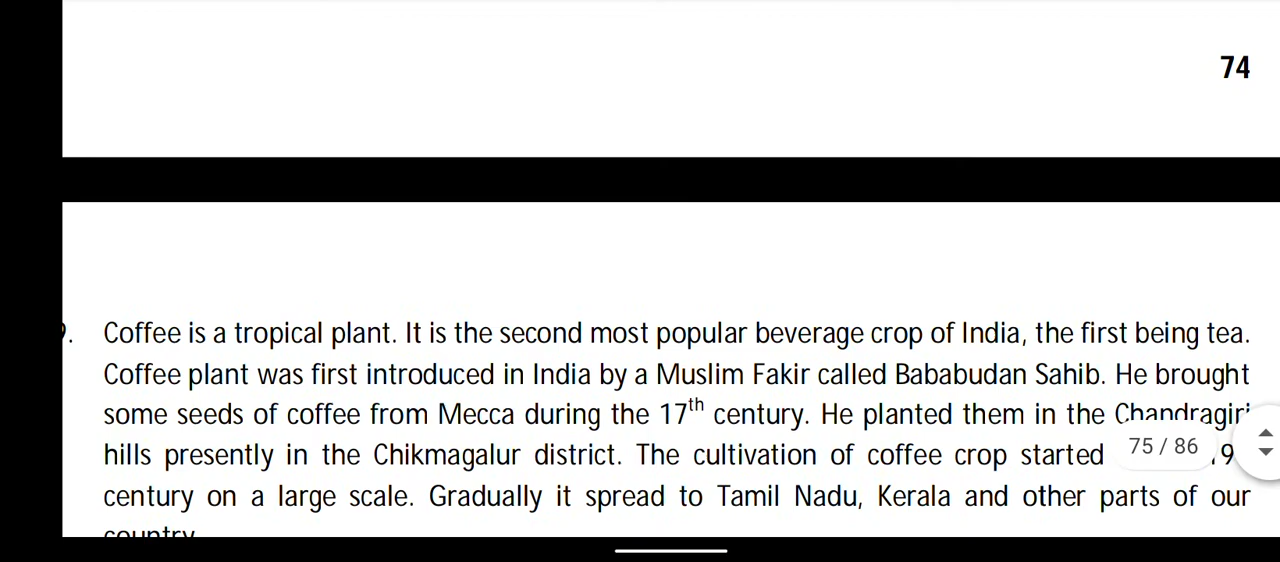 74
. Coffee is a tropical plant. It is the second most popular beverage crop of India, the first being tea.
Coffee plant was first introduced in India by a Muslim Fakir called Bababudan Sahib. He brought
some seeds of coffee from Mecca during the 17th century. He planted them in the Chandragiri
hills presently in the Chikmagalur district. The cultivation of coffee crop started 75 / 86
century on a large scale. Gradually it spread to Tamil Nadu, Kerala and other parts of our
country